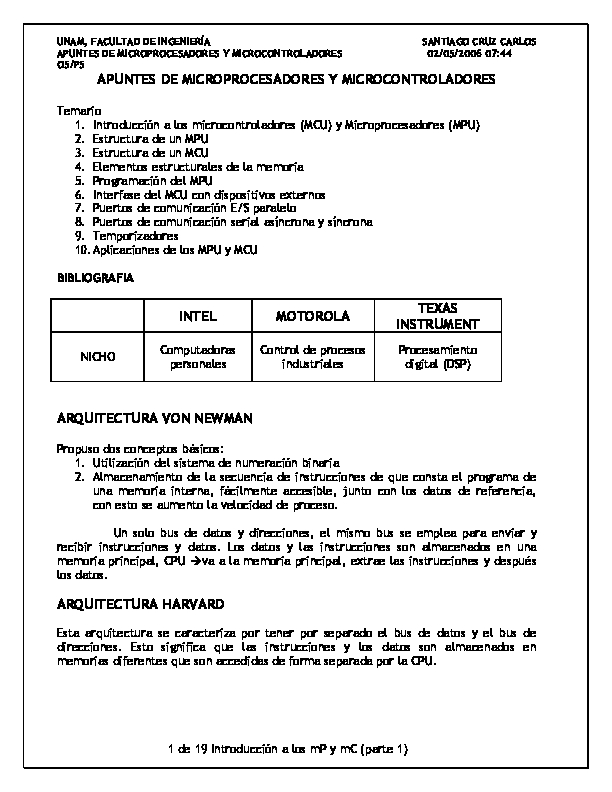 UNAM, FACULTAD DE INGENIERÍA SANTIAGO CRUZ CARLOS
APUNTES DE MICROPROCESADORES Y MICROCONTROLADORES 02/05/2006 07:44
O5/P5
APUNTES DE MICROPROCESADORES Y MICROCONTROLADORES
Temario
1. Introducción a los microcontroladores (MCU) y Microprocesadores (MPU)
2. Estructura de un MPU
3. Estructura de un MCU
4. Elementos estructurales de la memoria
5. Programación del MPU
6. Interfase del MCU con dispositivos externos
7. Puertos de comunicación E/S paralelo
8. Puertos de comunicación serial asíncrona y síncrona
9. Temporizadores
10. Aplicaciones de los MPU y MCU
BIBLIOGRAFIA
INTEL MOTOROLA TEXAS INSTRUMENT
NICHO Computadoras personales Control de procesos industriales Procesamiento digital (DSP)
ARQUITECTURA VON NEWMAN
Propuso dos conceptos básicos:
1. Utilización del sistema de numeración binaria
2. Almacenamiento de la secuencia de instrucciones de que consta el programa de
una memoria interna, fácilmente accesible, junto con los datos de referencia,
con esto se aumento la velocidad de proceso.
Un solo bus de datos y direcciones, el mismo bus se emplea para enviar y
recibir instrucciones y datos. Los datos y las instrucciones son almacenados en una
memoria principal, CPU →va a la memoria principal, extrae las instrucciones y después
los datos.
ARQUITECTURA HARVARD
Esta arquitectura se caracteriza por tener por separado el bus de datos y el bus de
direcciones. Esto significa que las instrucciones y los datos son almacenados en
memorias diferentes que son accedidas de forma separada por la CPU.
1 de 19 Introducción a los mP y mC (parte 1)